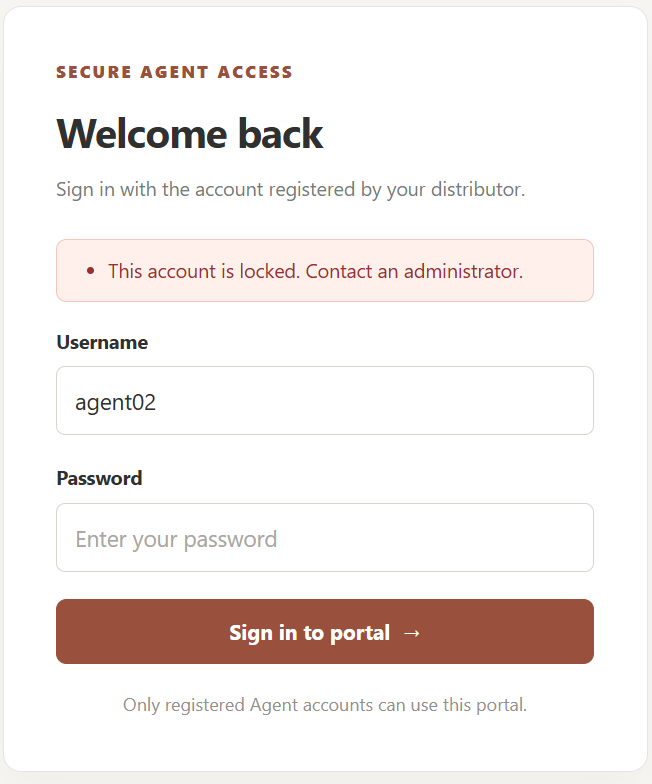 SECURE AGENT ACCESS
Welcome back
Sign in with the account registered by your distributor.
• This account is locked. Contact an administrator.
Username
agent02
Password
Enter your password
Sign in to portal →
Only registered Agent accounts can use this portal.